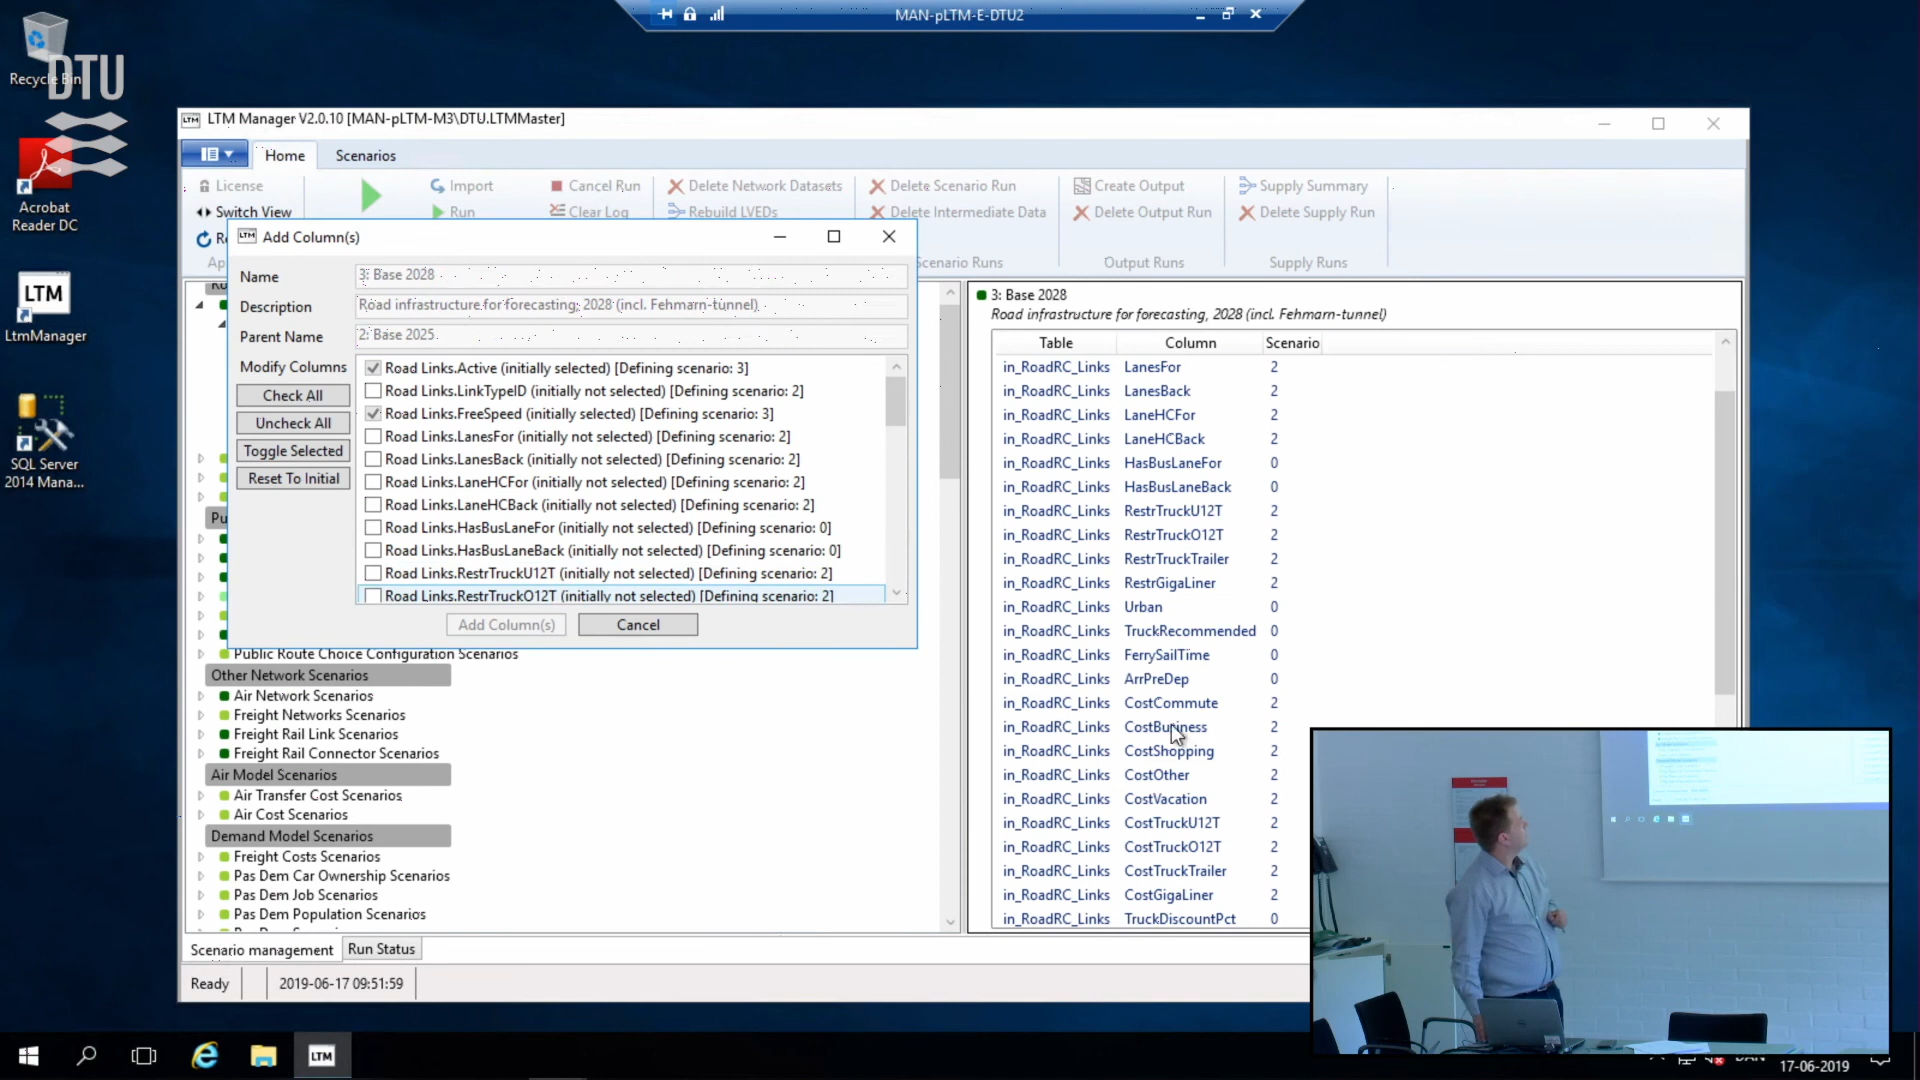 MAN-pLTM-E-DTU2
Recycle Bin
DTU
Acrobat
Reader DC
LTM
LtmManager
SQL Server
2014 Mana...
LTM Manager V2.0.10 [MAN-pLTM-M3\DTU.LTMMaster]
Home
Scenarios
License
Import
Cancel Run
Delete Network Datasets
Delete Scenario Run
Create Output
Supply Summary
Switch View
Run
Clear Log
Rebuild LVEDs
Delete Intermediate Data
Delete Output Run
Delete Supply Run
Scenario Runs
Output Runs
Supply Runs
LTM Add Column(s)
Name
3: Base 2028
Description
Road infrastructure for forecasting, 2028 (incl. Fehmarn-tunnel)
Parent Name
2: Base 2025
Modify Columns
Check All
Uncheck All
Toggle Selected
Reset To Initial
Road Links.Active (initially selected) [Defining scenario: 3]
Road Links.LinkTypeID (initially not selected) [Defining scenario: 2]
Road Links.FreeSpeed (initially selected) [Defining scenario: 3]
Road Links.LanesFor (initially not selected) [Defining scenario: 2]
Road Links.LanesBack (initially not selected) [Defining scenario: 2]
Road Links.LaneHCFor (initially not selected) [Defining scenario: 2]
Road Links.LaneHCBack (initially not selected) [Defining scenario: 2]
Road Links.HasBusLaneFor (initially not selected) [Defining scenario: 0]
Road Links.HasBusLaneBack (initially not selected) [Defining scenario: 0]
Road Links.RestrTruckU12T (initially not selected) [Defining scenario: 2]
Road Links.RestrTruckO12T (initially not selected) [Defining scenario: 2]
Add Column(s)
Cancel
Public Route Choice Configuration Scenarios
Other Network Scenarios
Air Network Scenarios
Freight Networks Scenarios
Freight Rail Link Scenarios
Freight Rail Connector Scenarios
Air Model Scenarios
Air Transfer Cost Scenarios
Air Cost Scenarios
Demand Model Scenarios
Freight Costs Scenarios
Pas Dem Car Ownership Scenarios
Pas Dem Job Scenarios
Pas Dem Population Scenarios
Scenario management
Run Status
Ready
2019-06-17 09:51:59
3: Base 2028
Road infrastructure for forecasting, 2028 (incl. Fehmarn-tunnel)
Table Column Scenario
in_RoadRC_Links LanesFor 2
in_RoadRC_Links LanesBack 2
in_RoadRC_Links LaneHCFor 2
in_RoadRC_Links LaneHCBack 2
in_RoadRC_Links HasBusLaneFor 0
in_RoadRC_Links HasBusLaneBack 0
in_RoadRC_Links RestrTruckU12T 2
in_RoadRC_Links RestrTruckO12T 2
in_RoadRC_Links RestrTruckTrailer 2
in_RoadRC_Links RestrGigaLiner 2
in_RoadRC_Links Urban 0
in_RoadRC_Links TruckRecommended 0
in_RoadRC_Links FerrySailTime 0
in_RoadRC_Links ArrPreDep 0
in_RoadRC_Links CostCommute 2
in_RoadRC_Links CostBusiness 2
in_RoadRC_Links CostShopping 2
in_RoadRC_Links CostOther 2
in_RoadRC_Links CostVacation 2
in_RoadRC_Links CostTruckU12T 2
in_RoadRC_Links CostTruckO12T 2
in_RoadRC_Links CostTruckTrailer 2
in_RoadRC_Links CostGigaLiner 2
in_RoadRC_Links TruckDiscountPct 0
LTM
17-06-2019